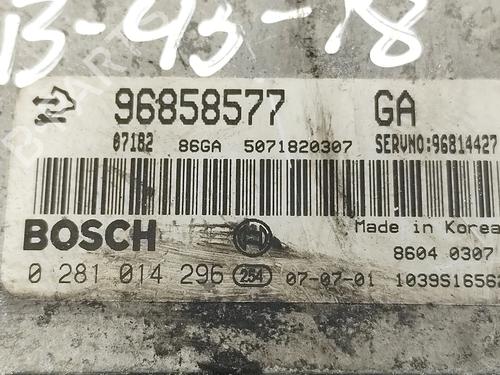 13-43-18
96858577 GA
07182 86GA 5071820307 SERVNO:96814427
BOSCH
Made in Korea
8604 0307
0 281 014 296 254 07-07-01 1039S1656